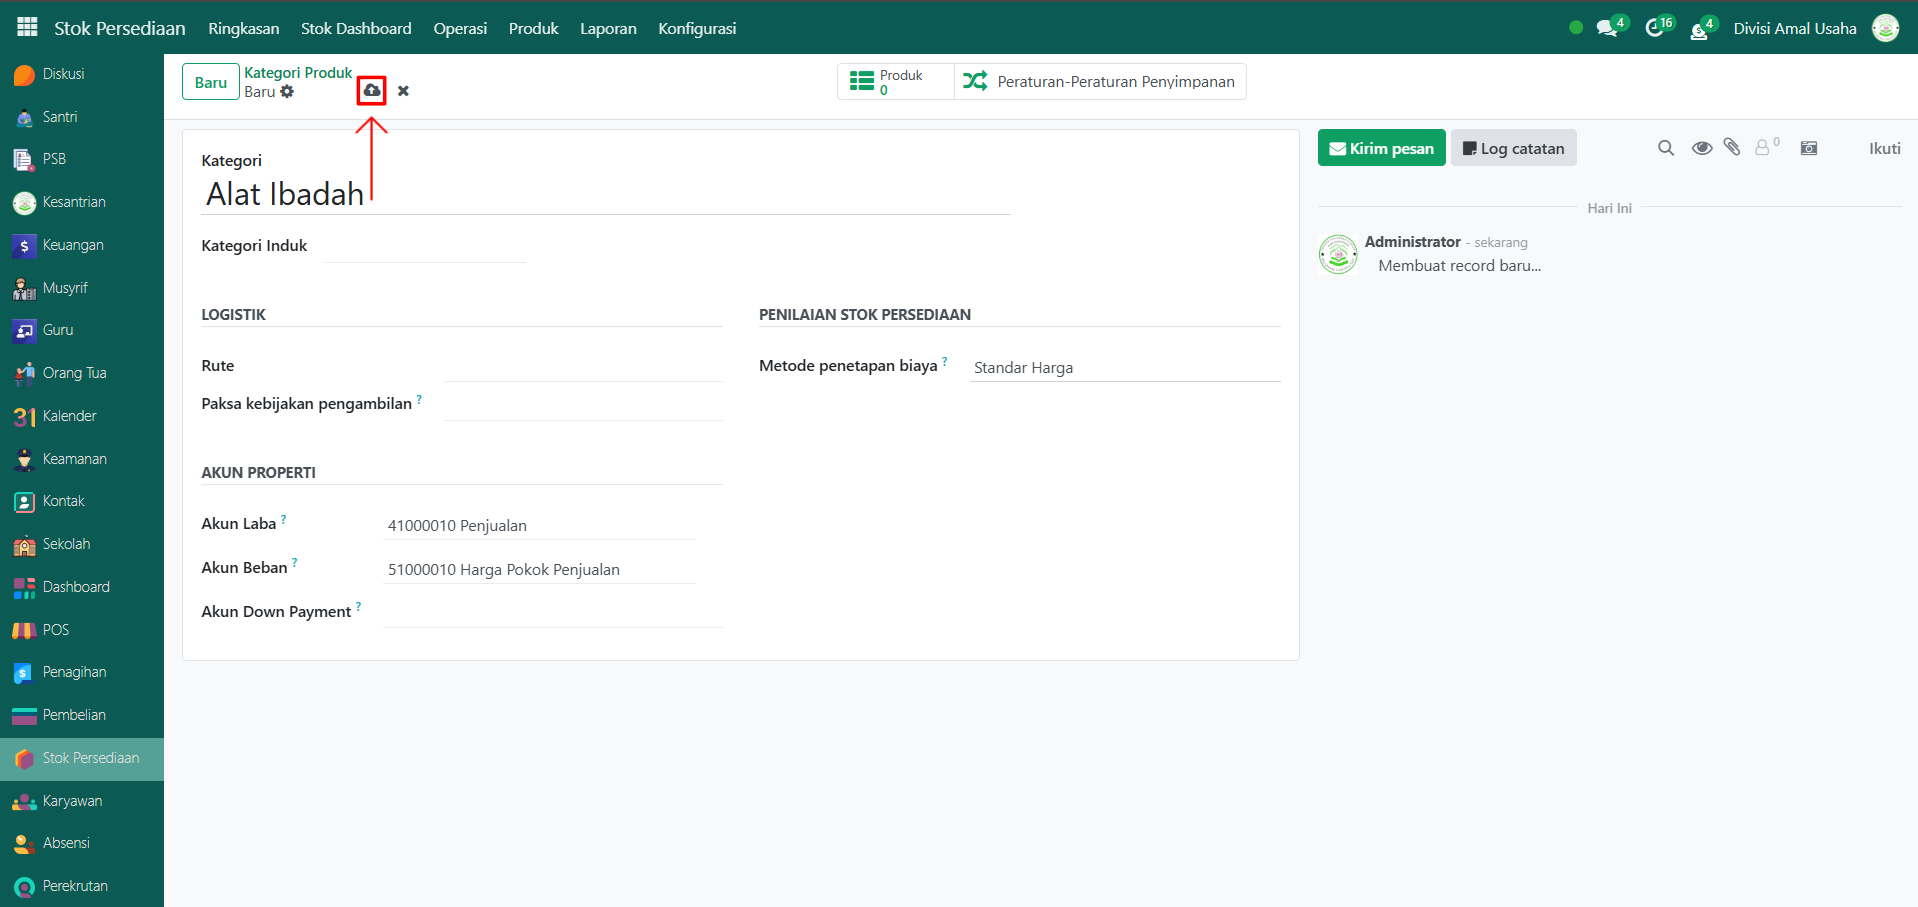 Stok Persediaan Ringkasan Stok Dashboard Operasi Produk Laporan Konfigurasi 4 16 4 Divisi Amal Usaha
Diskusi
Santri
PSB
Kesantrian
Keuangan
Musyrif
Guru
Orang Tua
31 Kalender
Keamanan
Kontak
Sekolah
Dashboard
POS
Penagihan
Pembelian
Stok Persediaan
Karyawan
Absensi
Perekrutan
Baru
Kategori Produk
Baru
Produk
0
Peraturan-Peraturan Penyimpanan
Kategori
Alat Ibadah
Kategori Induk
LOGISTIK
Rute
Paksa kebijakan pengambilan ?
PENILAIAN STOK PERSEDIAAN
Metode penetapan biaya ? Standar Harga
AKUN PROPERTI
Akun Laba ? 41000010 Penjualan
Akun Beban ? 51000010 Harga Pokok Penjualan
Akun Down Payment ?
Kirim pesan Log catatan 0 Ikuti
Hari Ini
Administrator - sekarang
Membuat record baru...